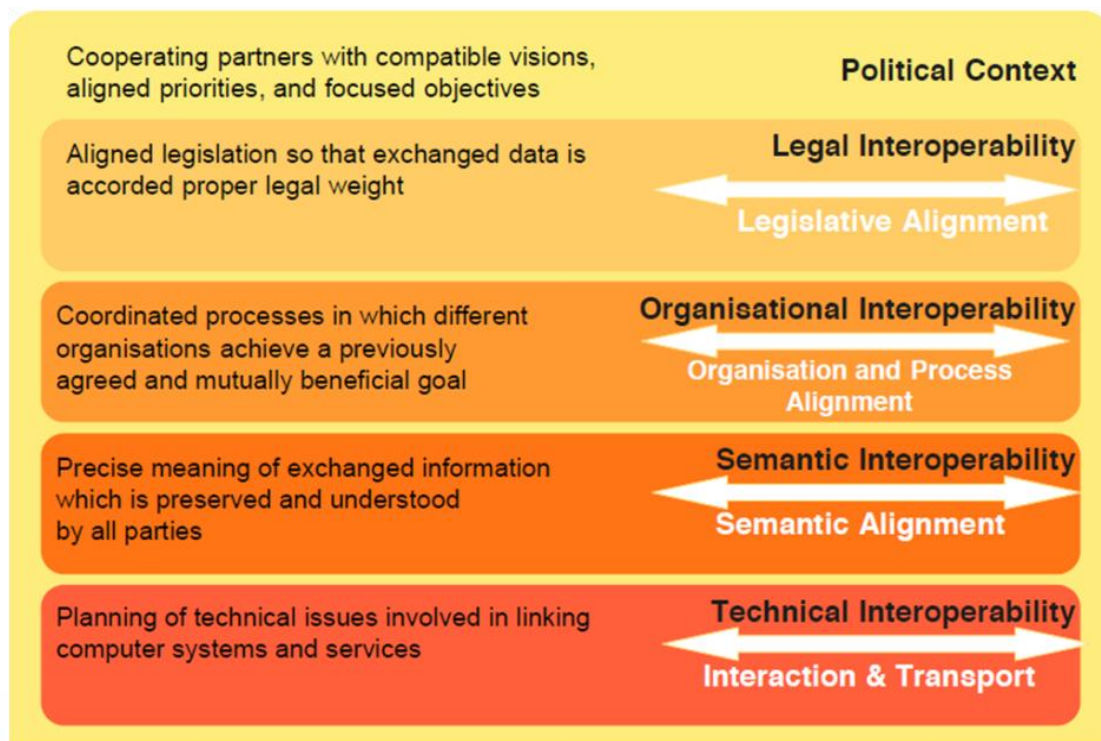 Cooperating partners with compatible visions,
aligned priorities, and focused objectives
Political Context
Aligned legislation so that exchanged data is
accorded proper legal weight
Legal Interoperability
Legislative Alignment
Coordinated processes in which different
organisations achieve a previously
agreed and mutually beneficial goal
Organisational Interoperability
Organisation and Process
Alignment
Precise meaning of exchanged information
which is preserved and understood
by all parties
Semantic Interoperability
Semantic Alignment
Planning of technical issues involved in linking
computer systems and services
Technical Interoperability
Interaction & Transport